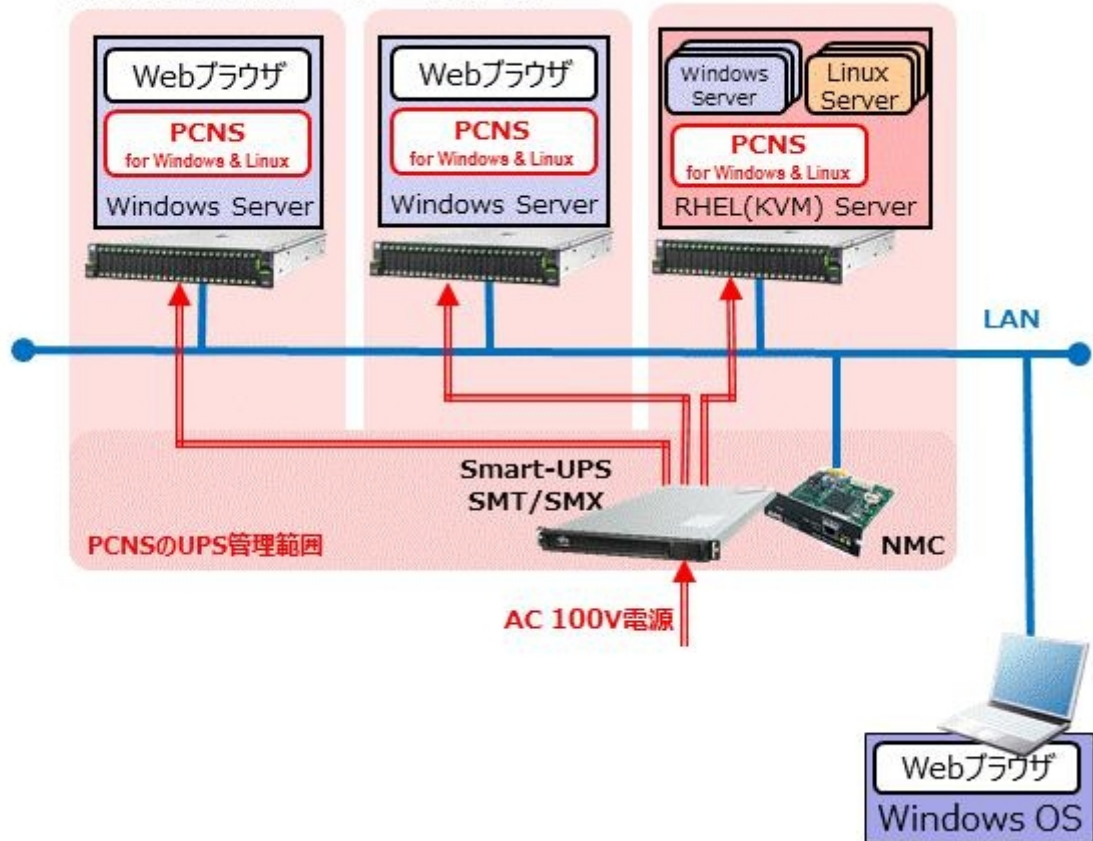 Webブラウザ
PCNS
for Windows & Linux
Windows Server
Webブラウザ
PCNS
for Windows & Linux
Windows Server
Windows
Server
Linux
Server
PCNS
for Windows & Linux
RHEL(KVM) Server
LAN
Smart-UPS
SMT/SMX
PCNSのUPS管理範囲
NMC
AC 100V電源
Webブラウザ
Windows OS